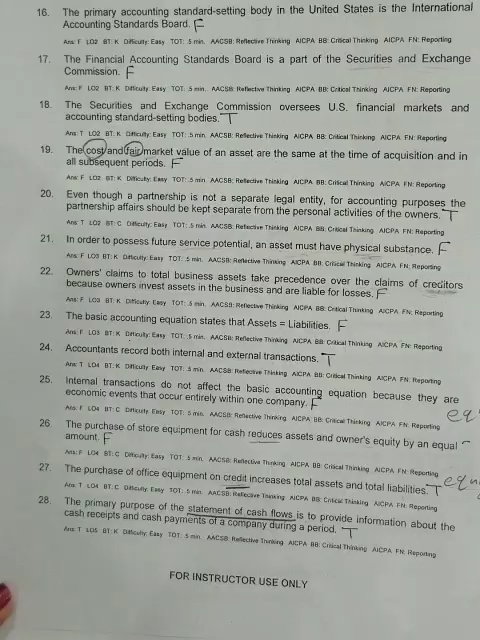 16. The primary accounting standard-setting body in the United States is the International
Accounting Standards Board. F
Ans: F LO2 BT: K Difficulty: Easy TOT: .5 min. AACSB: Reflective Thinking AICPA BB: Critical Thinking AICPA FN: Reporting
17. The Financial Accounting Standards Board is a part of the Securities and Exchange
Commission. F
Ans: F LO2 BT: K Difficulty: Easy TOT: .5 min. AACSB: Reflective Thinking AICPA BB: Critical Thinking AICPA FN: Reporting
18. The Securities and Exchange Commission oversees U.S. financial markets and
accounting standard-setting bodies. T
Ans: T LO2 BT: K Difficulty: Easy TOT: .5 min. AACSB: Reflective Thinking AICPA BB: Critical Thinking AICPA FN: Reporting
19. The cost and fair market value of an asset are the same at the time of acquisition and in
all subsequent periods. F
Ans: F LO2 BT: K Difficulty: Easy TOT: .5 min. AACSB: Reflective Thinking AICPA BB: Critical Thinking AICPA FN: Reporting
20. Even though a partnership is not a separate legal entity, for accounting purposes the
partnership affairs should be kept separate from the personal activities of the owners. T
Ans: T LO2 BT: C Difficulty: Easy TOT: .5 min. AACSB: Reflective Thinking AICPA BB: Critical Thinking AICPA FN: Reporting
21. In order to possess future service potential, an asset must have physical substance. F
Ans: F LO3 BT: K Difficulty: Easy TOT: .5 min. AACSB: Reflective Thinking AICPA BB: Critical Thinking AICPA FN: Reporting
22. Owners' claims to total business assets take precedence over the claims of creditors
because owners invest assets in the business and are liable for losses. F
Ans: F LO3 BT: K Difficulty: Easy TOT: .5 min. AACSB: Reflective Thinking AICPA BB: Critical Thinking AICPA FN: Reporting
23. The basic accounting equation states that Assets = Liabilities. F
Ans: F LO3 BT: K Difficulty: Easy TOT: .5 min. AACSB: Reflective Thinking AICPA BB: Critical Thinking AICPA FN: Reporting
24. Accountants record both internal and external transactions. T
Ans: T LO4 BT: K Difficulty: Easy TOT: .5 min. AACSB: Reflective Thinking AICPA BB: Critical Thinking AICPA FN: Reporting
25. Internal transactions do not affect the basic accounting equation because they are
economic events that occur entirely within one company. F
Ans: F LO4 BT: C Difficulty: Easy TOT: .5 min. AACSB: Reflective Thinking AICPA BB: Critical Thinking AICPA FN: Reporting
26. The purchase of store equipment for cash reduces assets and owner's equity by an equal
amount. F
Ans: F LO4 BT: C Difficulty: Easy TOT: .5 min. AACSB: Reflective Thinking AICPA BB: Critical Thinking AICPA FN: Reporting
27. The purchase of office equipment on credit increases total assets and total liabilities. T
Ans: T LO4 BT: C Difficulty: Easy TOT: .5 min. AACSB: Reflective Thinking AICPA BB: Critical Thinking AICPA FN: Reporting
28. The primary purpose of the statement of cash flows is to provide information about the
cash receipts and cash payments of a company during a period. T
Ans: T LO5 BT: K Difficulty: Easy TOT: .5 min. AACSB: Reflective Thinking AICPA BB: Critical Thinking AICPA FN: Reporting
FOR INSTRUCTOR USE ONLY